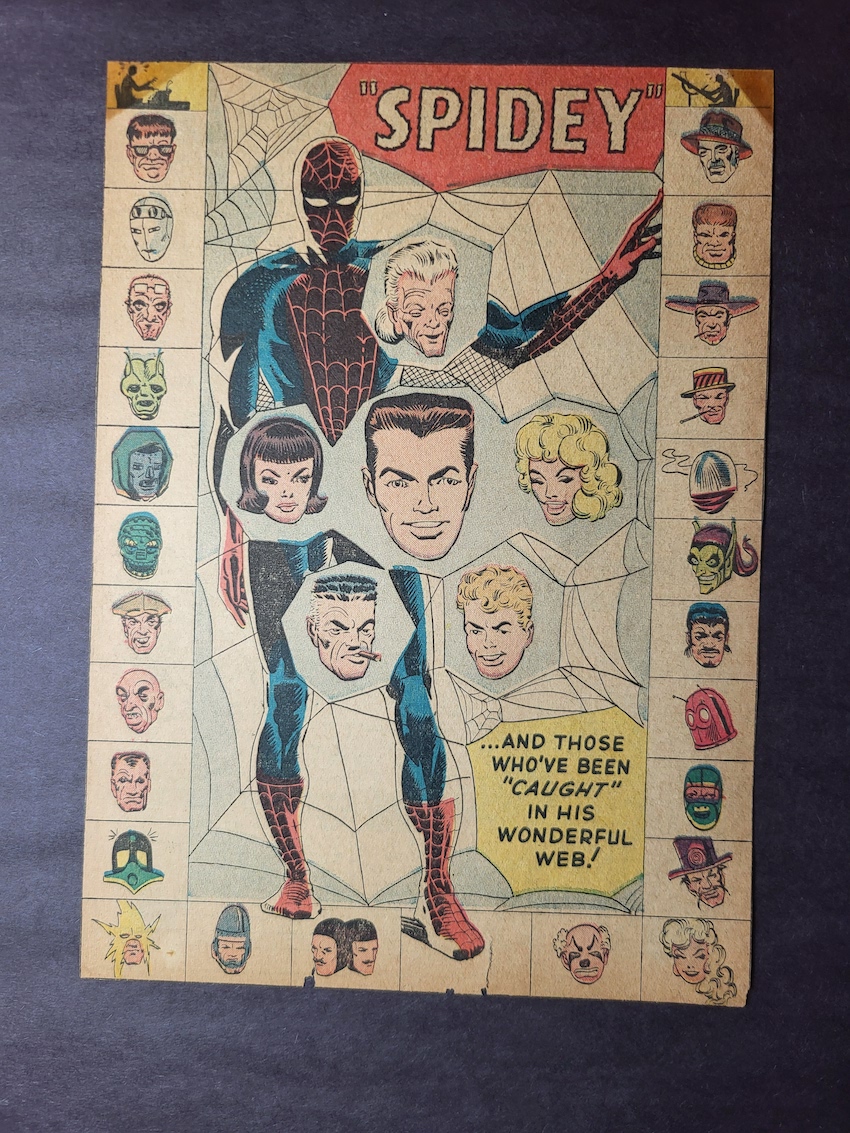 "SPIDEY"
...AND THOSE
WHO'VE BEEN
"CAUGHT"
IN HIS
WONDERFUL
WEB!